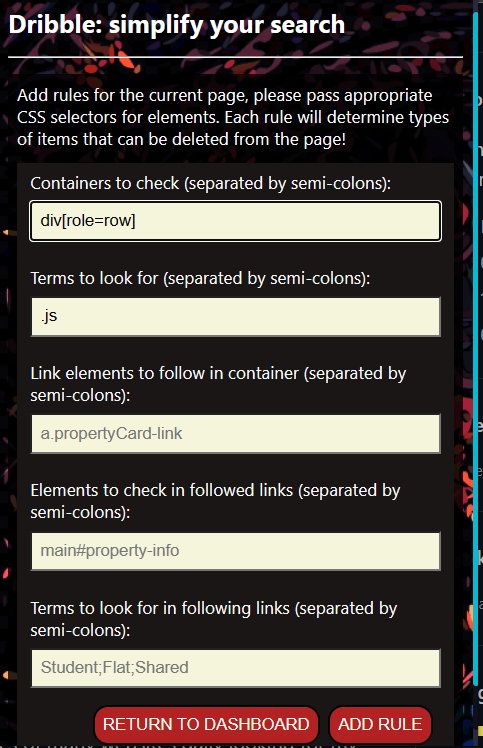 Dribble: simplify your search
Add rules for the current page, please pass appropriate
CSS selectors for elements. Each rule will determine types
of items that can be deleted from the page!
Containers to check (separated by semi-colons):
div[role=row]
Terms to look for (separated by semi-colons):
.js
Link elements to follow in container (separated by
semi-colons):
a.propertyCard-link
Elements to check in followed links (separated by
semi-colons):
main#property-info
Terms to look for in following links (separated by
semi-colons):
Student;Flat;Shared
RETURN TO DASHBOARD
ADD RULE